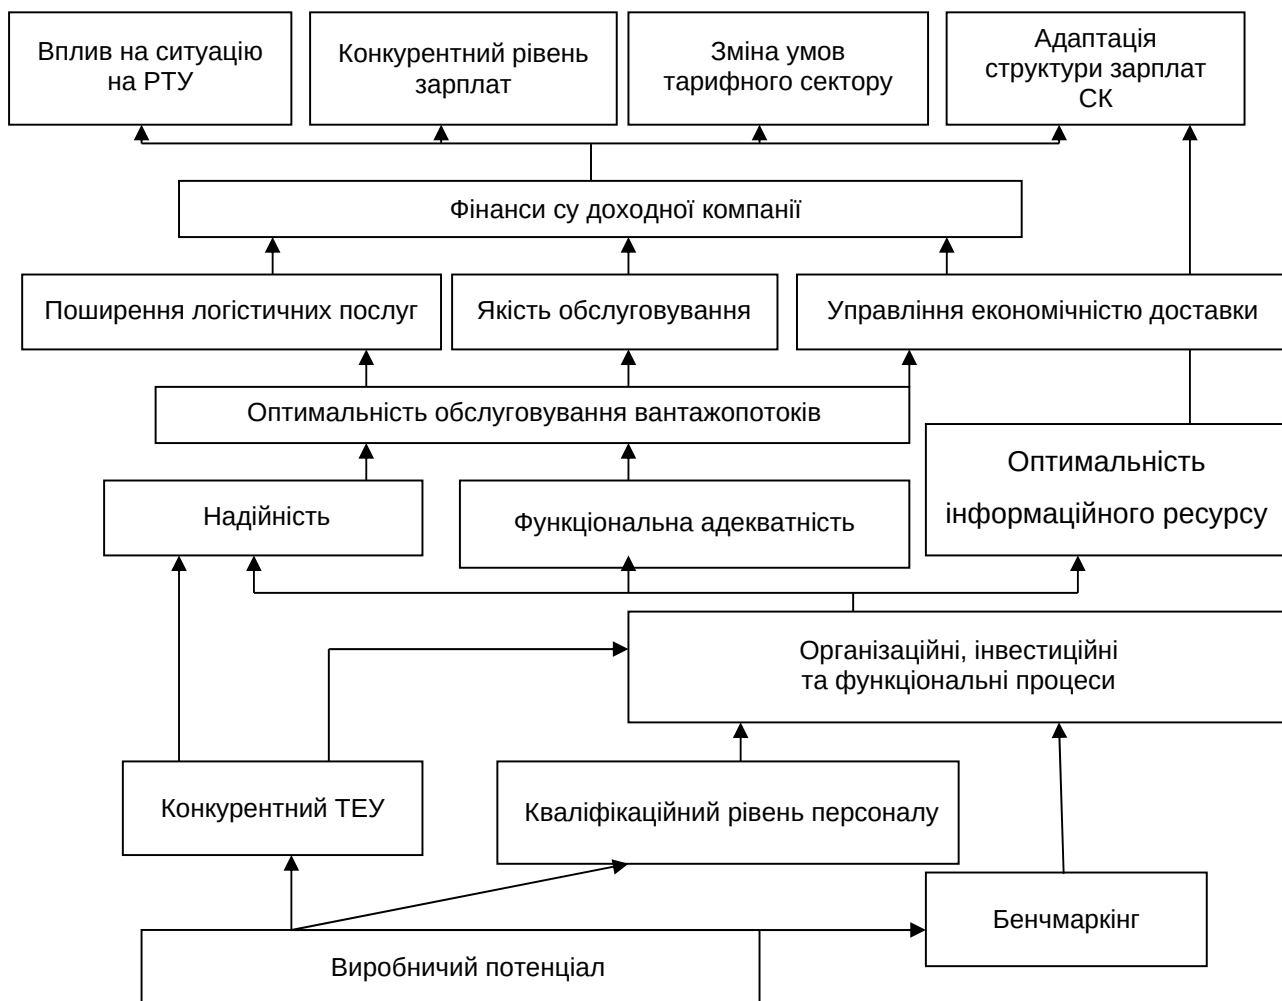 Вплив на ситуацію
на РТУ
Конкурентний рівень
зарплат
Зміна умов
тарифного сектору
Адаптація
структури зарплат
СК
Фінанси су доходної компанії
Поширення логістичних послуг
Якість обслуговування
Управління економічністю доставки
Оптимальність обслуговування вантажопотоків
Надійність
Функціональна адекватність
Оптимальність
інформаційного ресурсу
Організаційні, інвестиційні
та функціональні процеси
Конкурентний ТЕУ
Кваліфікаційний рівень персоналу
Бенчмаркінг
Виробничий потенціал